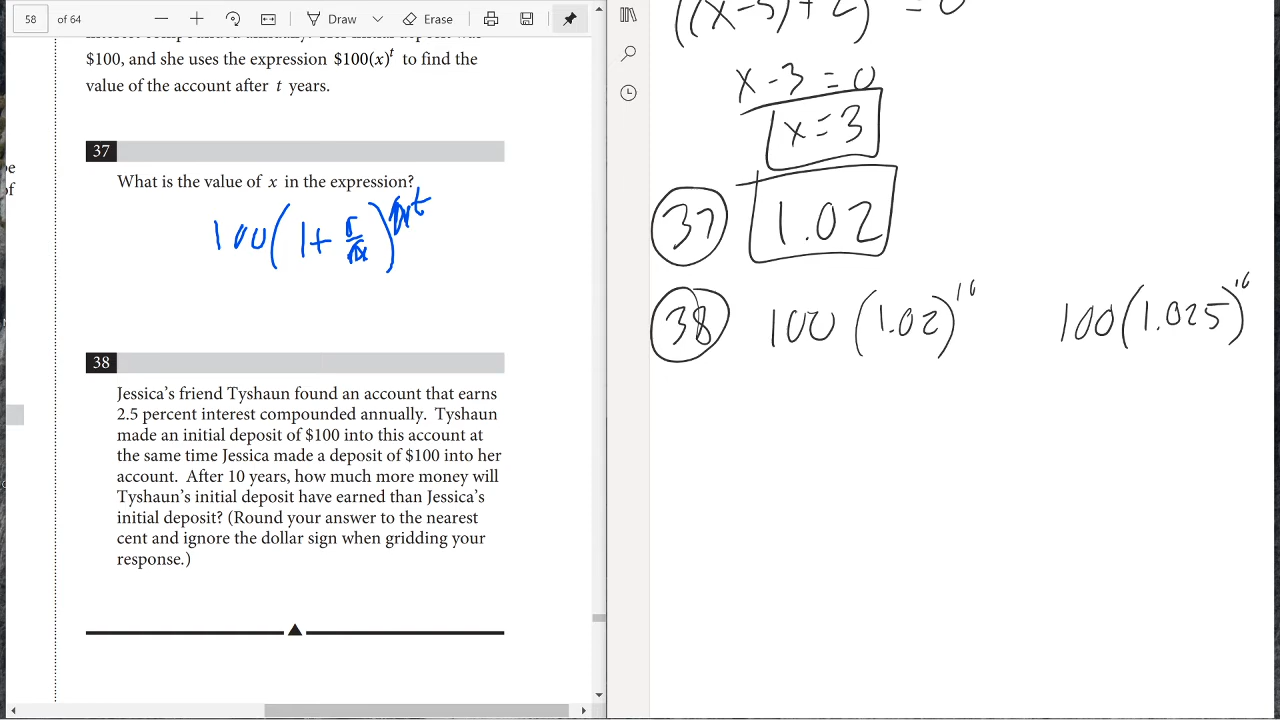 58 of 64 Draw Erase
$100, and she uses the expression $100(x)^t to find the
value of the account after t years.
37
What is the value of x in the expression?
100(1+ r/n)^nt
38
Jessica's friend Tyshaun found an account that earns
2.5 percent interest compounded annually. Tyshaun
made an initial deposit of $100 into this account at
the same time Jessica made a deposit of $100 into her
account. After 10 years, how much more money will
Tyshaun's initial deposit have earned than Jessica's
initial deposit? (Round your answer to the nearest
cent and ignore the dollar sign when gridding your
response.)
x-3=0
x=3
37 1.02
38 100(1.02)^10 100(1.025)^10